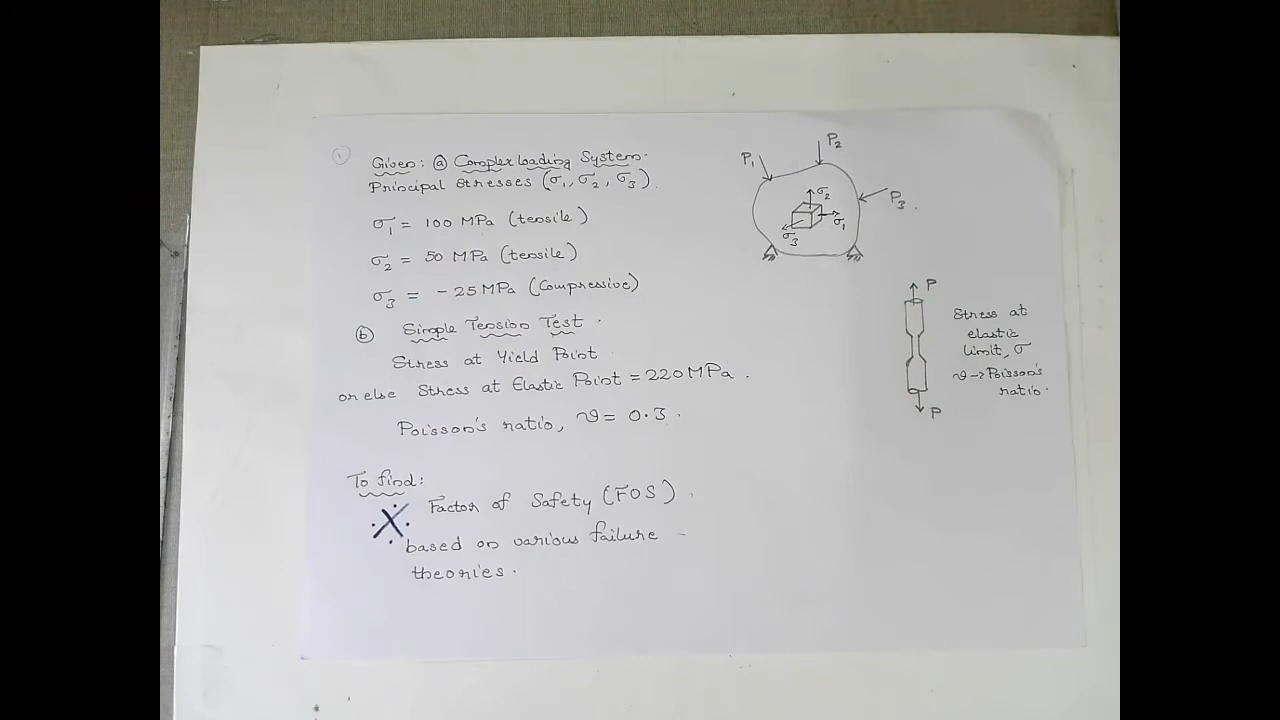 1.
Given: ⓐ Complex Loading System.
Principal Stresses (σ₁, σ₂, σ₃).
σ₁ = 100 MPa (tensile)
σ₂ = 50 MPa (tensile)
σ₃ = - 25 MPa (Compressive)
ⓑ Simple Tension Test.
Stress at Yield Point.
or else Stress at Elastic Point = 220 MPa.
Poisson's ratio, ϑ = 0.3.
To find:
Factor of Safety (FOS).
based on various failure
theories.
P₁
P₂
P₃
σ₂
σ₁
σ₃
P
Stress at
elastic
limit, σ
ϑ → Poisson's
ratio.
P